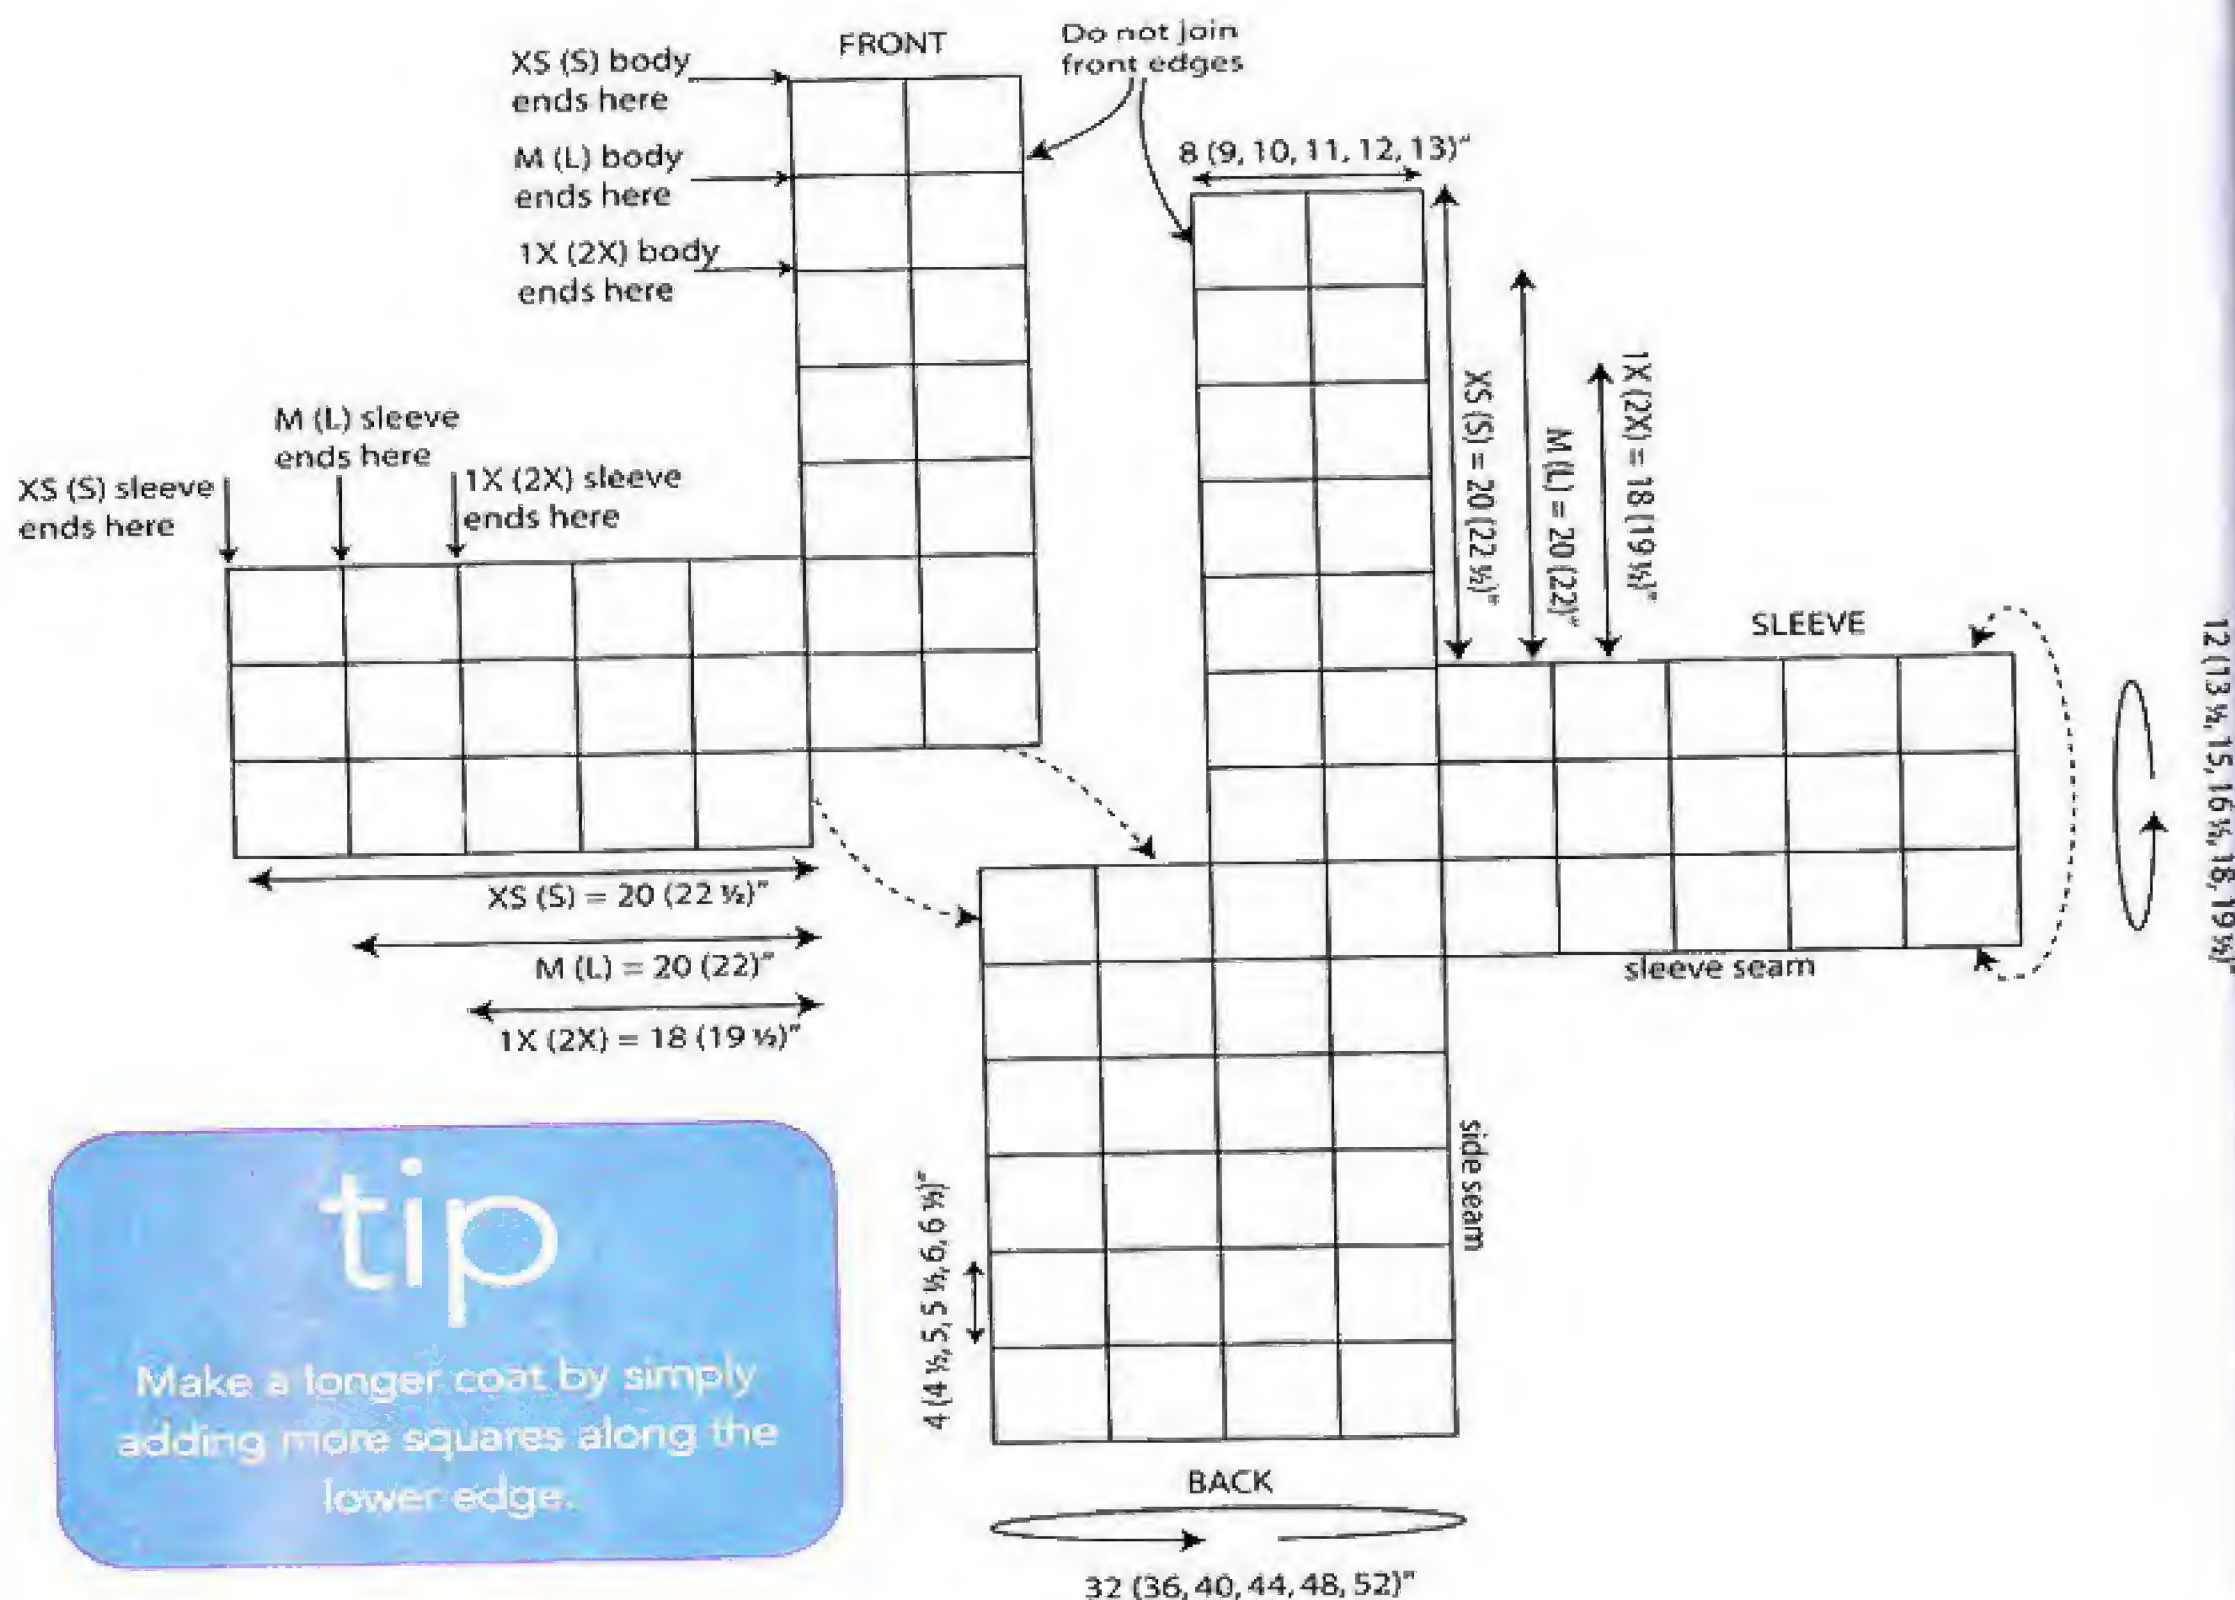 FRONT
Do not join
front edges
XS (S) body
ends here
M (L) body
ends here
1X (2X) body
ends here
8 (9, 10, 11, 12, 13)"
M (L) sleeve
ends here
XS (S) sleeve
ends here
1X (2X) sleeve
ends here
XS (S) = 20 (22 ½)"
M (L) = 20 (22)"
1X (2X) = 18 (19 ½)"
SLEEVE
12 (13 ½, 15, 16 ½, 18, 19 ½)"
sleeve seam
XS (S) = 20 (22 ½)"
M (L) = 20 (22)"
1X (2X) = 18 (19 ½)"
side seam
4 (4 ½, 5, 5 ½, 6, 6 ½)"
BACK
32 (36, 40, 44, 48, 52)"
tip
Make a longer coat by simply
adding more squares along the
lower edge.